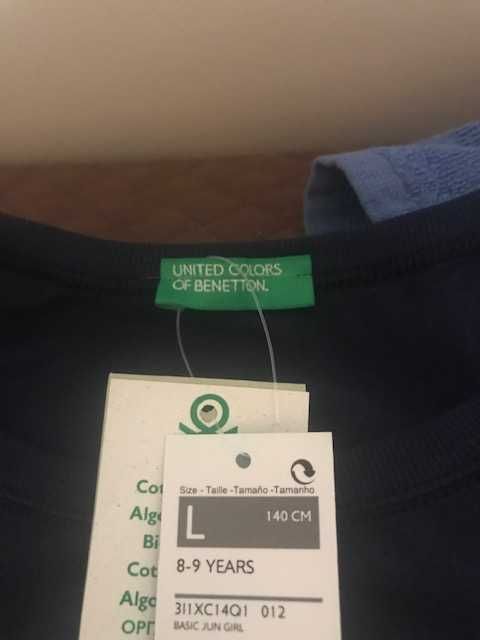 UNITED COLORS
OF BENETTON.
Size - Taille - Tamaño - Tamanho
L
140 CM
8-9 YEARS
311XC14Q1 012
BASIC JUN GIRL
Cot
Algo
Bi
Cot
Algo